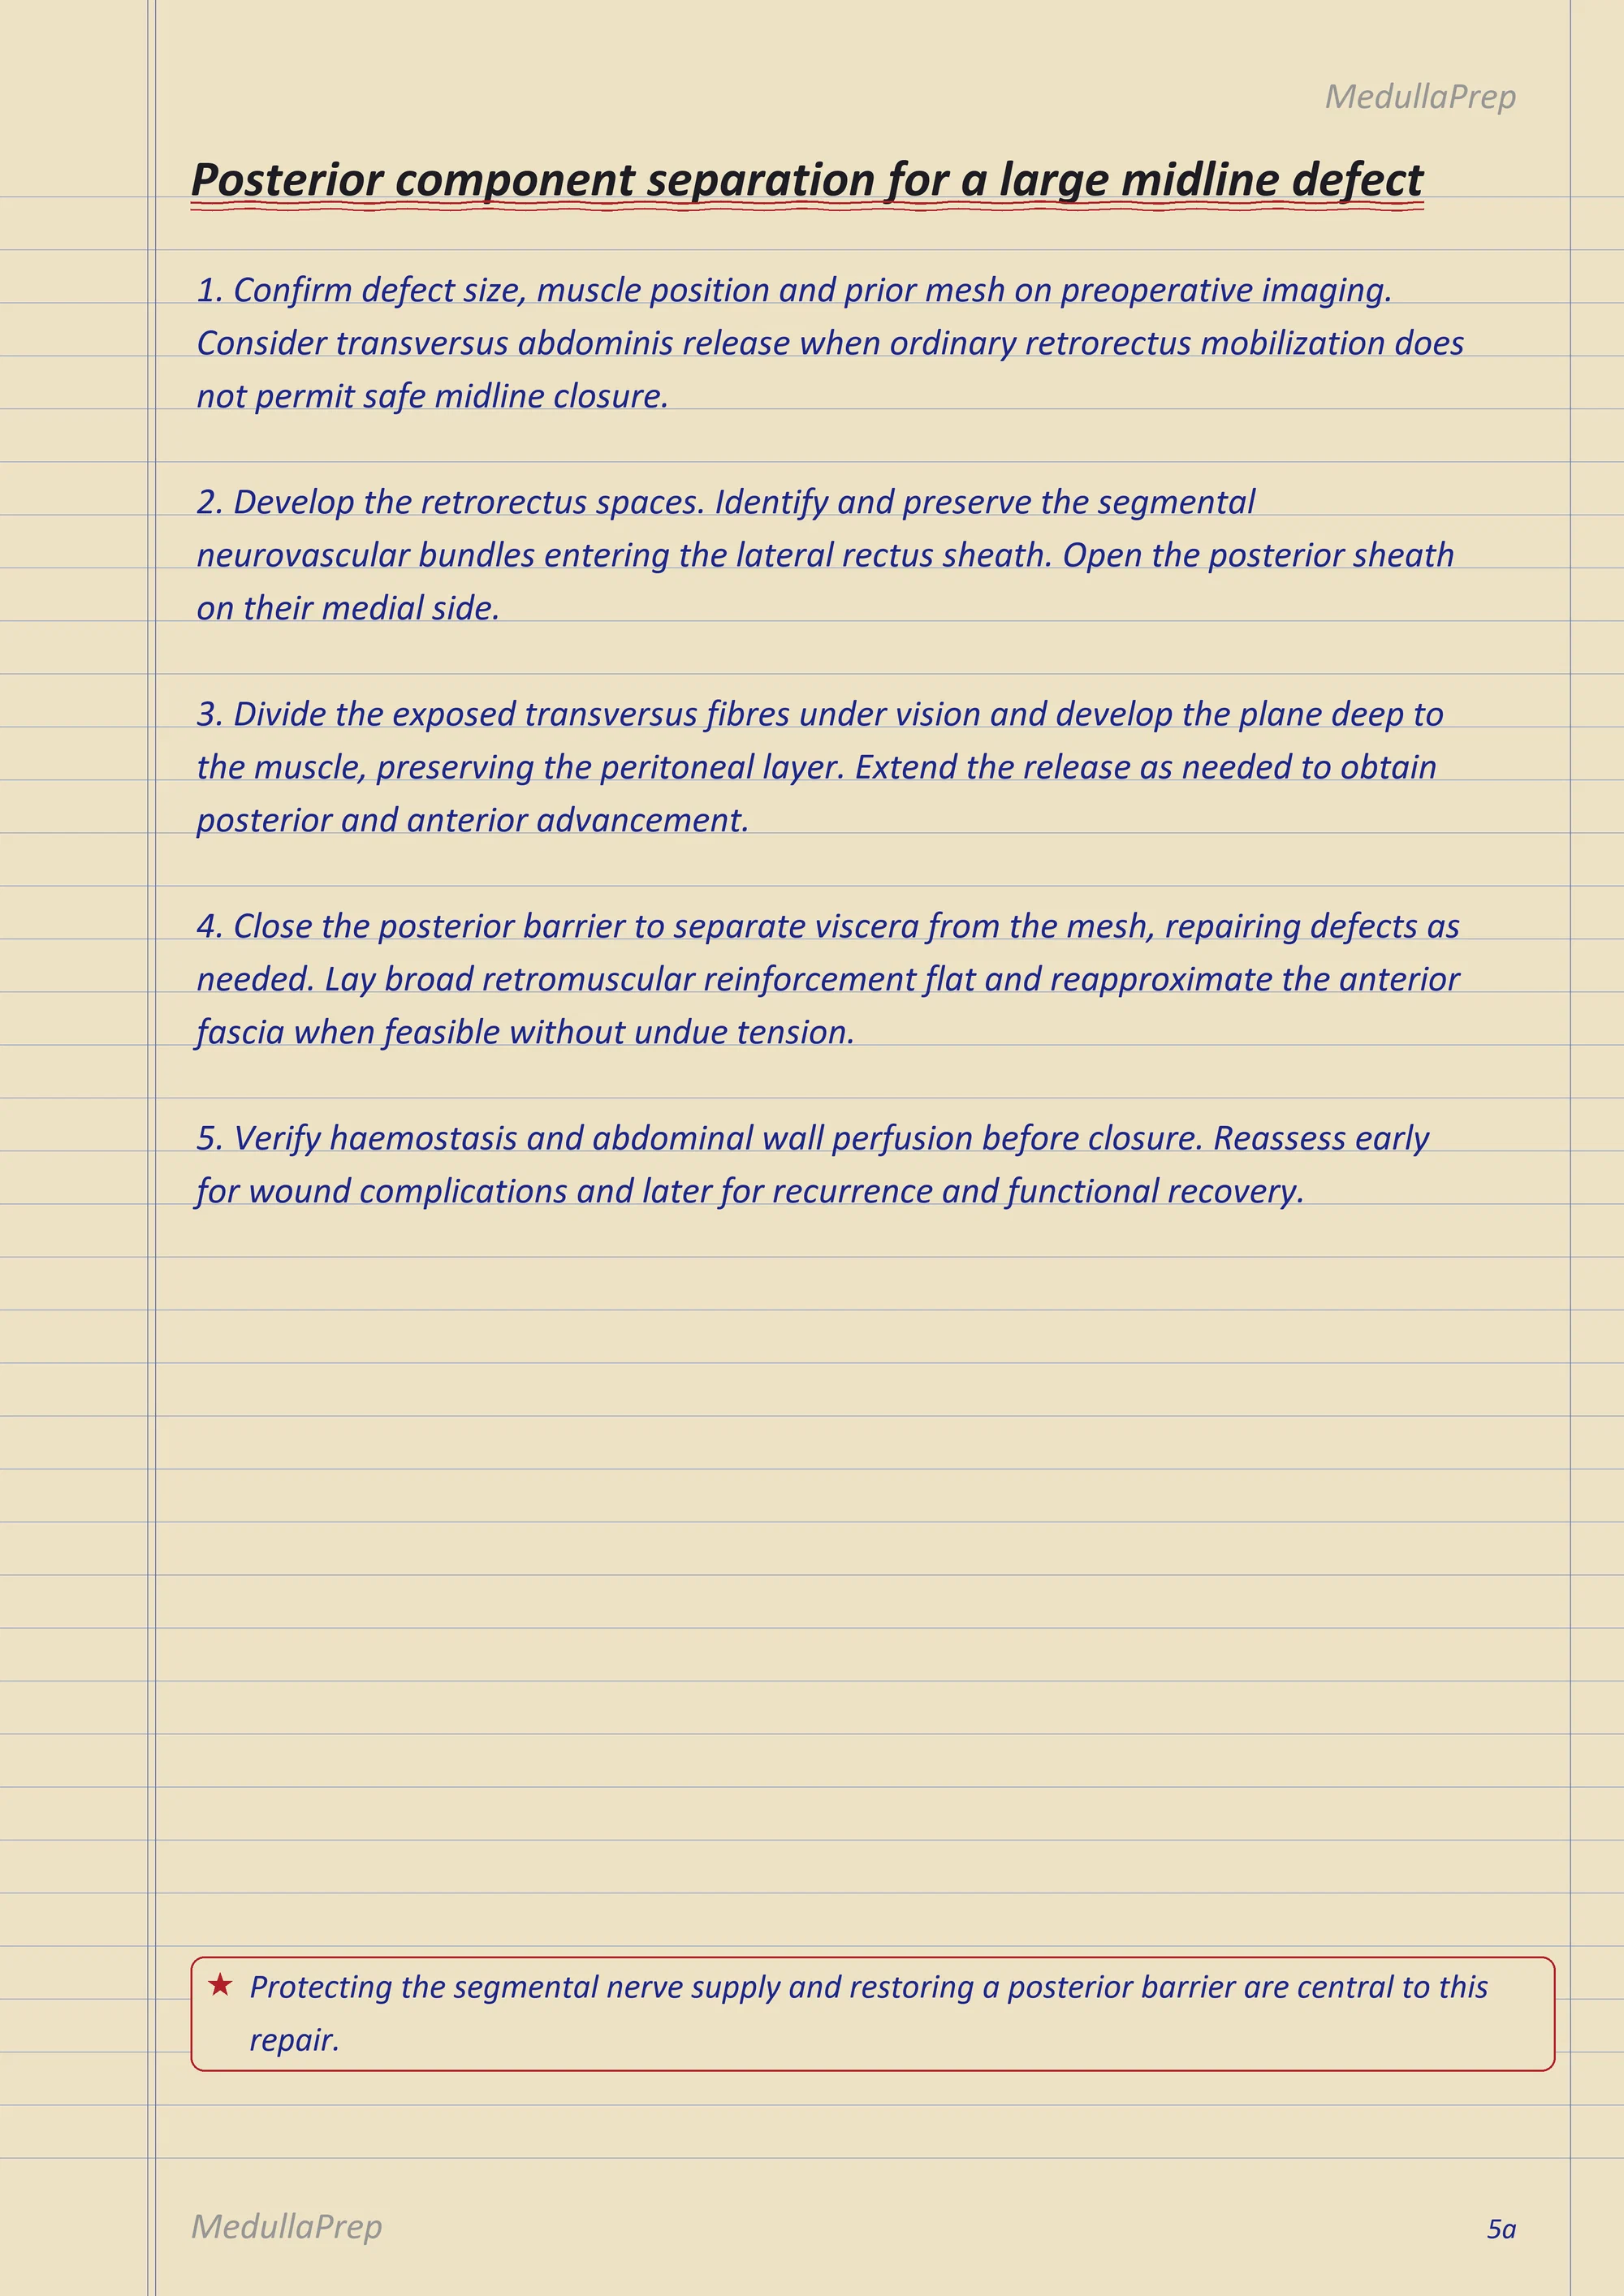 MedullaPrep
Posterior component separation for a large midline defect
1. Confirm defect size, muscle position and prior mesh on preoperative imaging.
Consider transversus abdominis release when ordinary retrorectus mobilization does
not permit safe midline closure.
2. Develop the retrorectus spaces. Identify and preserve the segmental
neurovascular bundles entering the lateral rectus sheath. Open the posterior sheath
on their medial side.
3. Divide the exposed transversus fibres under vision and develop the plane deep to
the muscle, preserving the peritoneal layer. Extend the release as needed to obtain
posterior and anterior advancement.
4. Close the posterior barrier to separate viscera from the mesh, repairing defects as
needed. Lay broad retromuscular reinforcement flat and reapproximate the anterior
fascia when feasible without undue tension.
5. Verify haemostasis and abdominal wall perfusion before closure. Reassess early
for wound complications and later for recurrence and functional recovery.
★ Protecting the segmental nerve supply and restoring a posterior barrier are central to this
repair.
MedullaPrep
5a